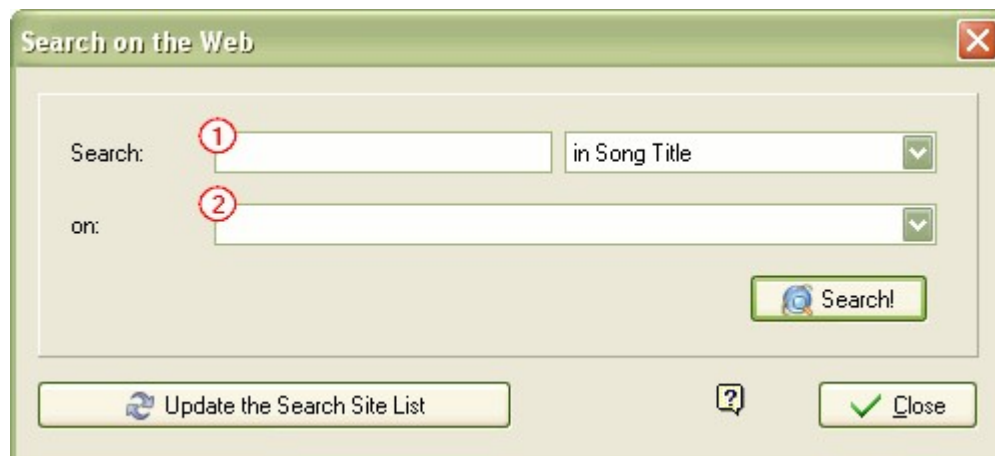 Search on the Web
Search:
1
in Song Title
on:
2
Search!
Update the Search Site List
?
Close